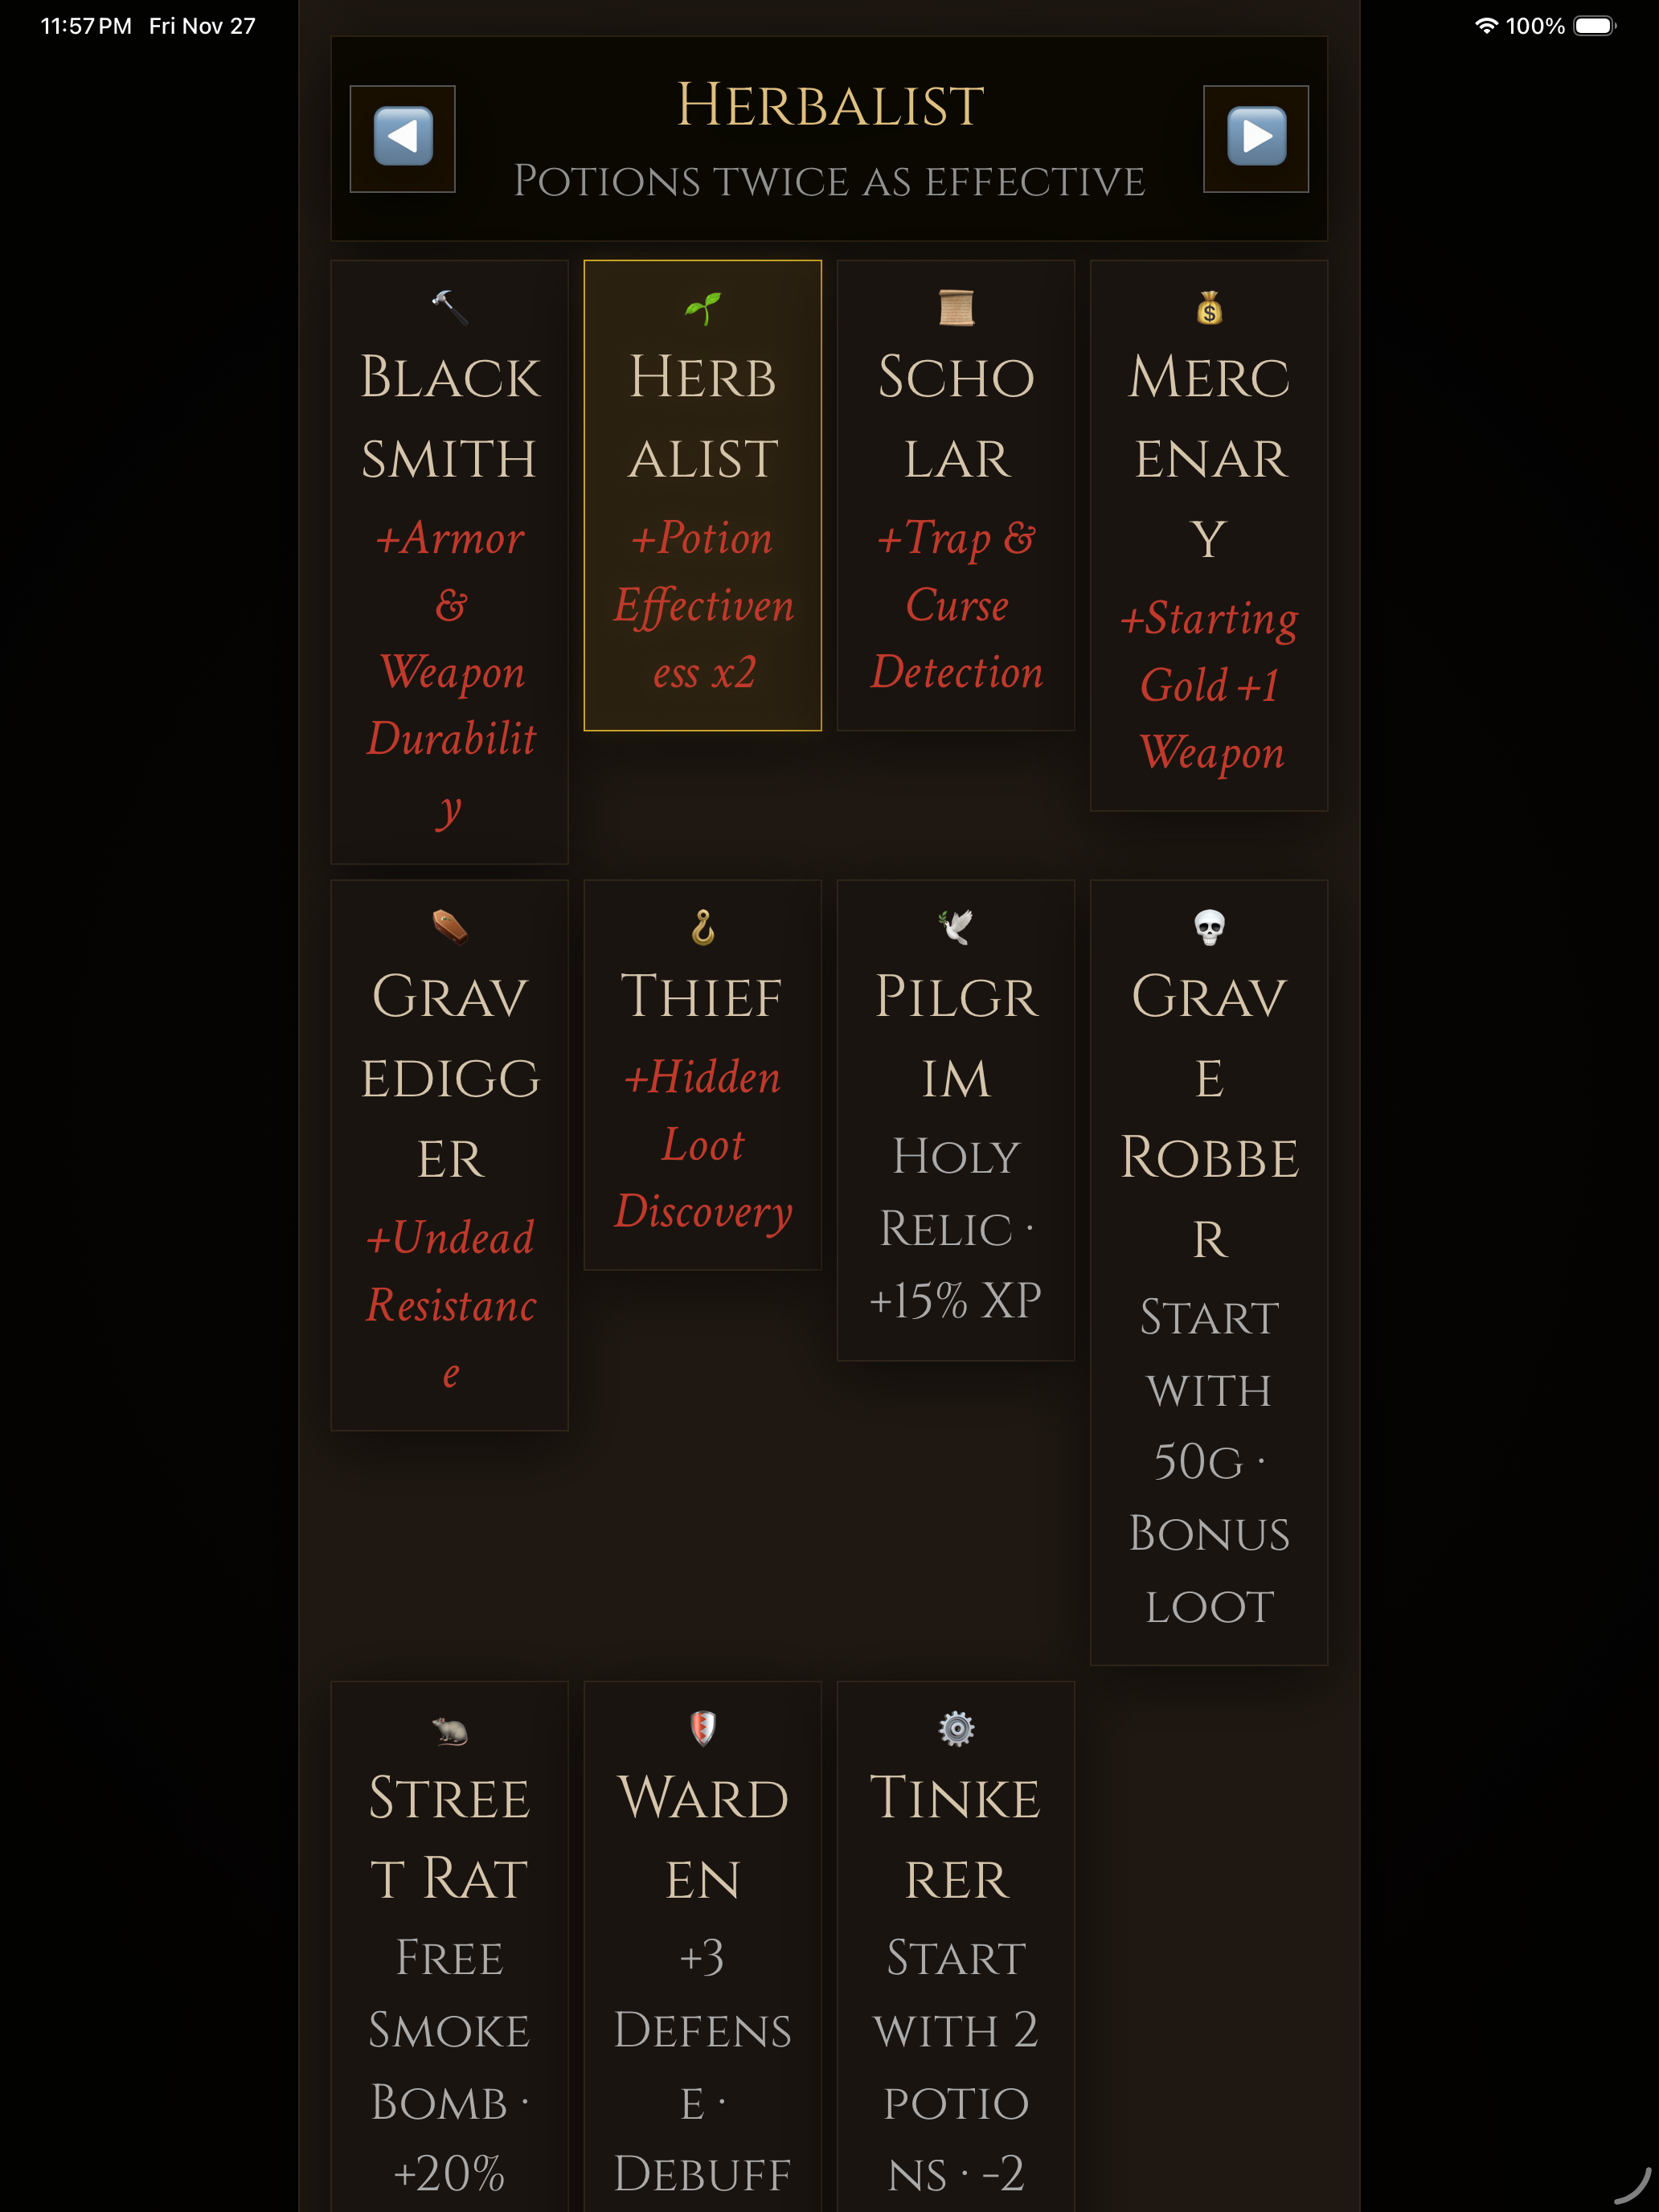 11:57 PM Fri Nov 27
100%
Herbalist
Potions twice as effective
Black
smith
+Armor
&
Weapon
Durabilit
y
Herb
alist
+Potion
Effectiven
ess x2
Scho
lar
+Trap &
Curse
Detection
Merc
enar
y
+Starting
Gold +1
Weapon
Grav
edigg
er
+Undead
Resistanc
e
Thief
+Hidden
Loot
Discovery
Pilgr
im
Holy
Relic ·
+15% XP
Grav
e
Robbe
r
Start
with
50g ·
Bonus
loot
Stree
t Rat
Free
Smoke
Bomb ·
+20%
Ward
en
+3
Defens
e ·
Debuff
Tinke
rer
Start
with 2
potio
ns · -2